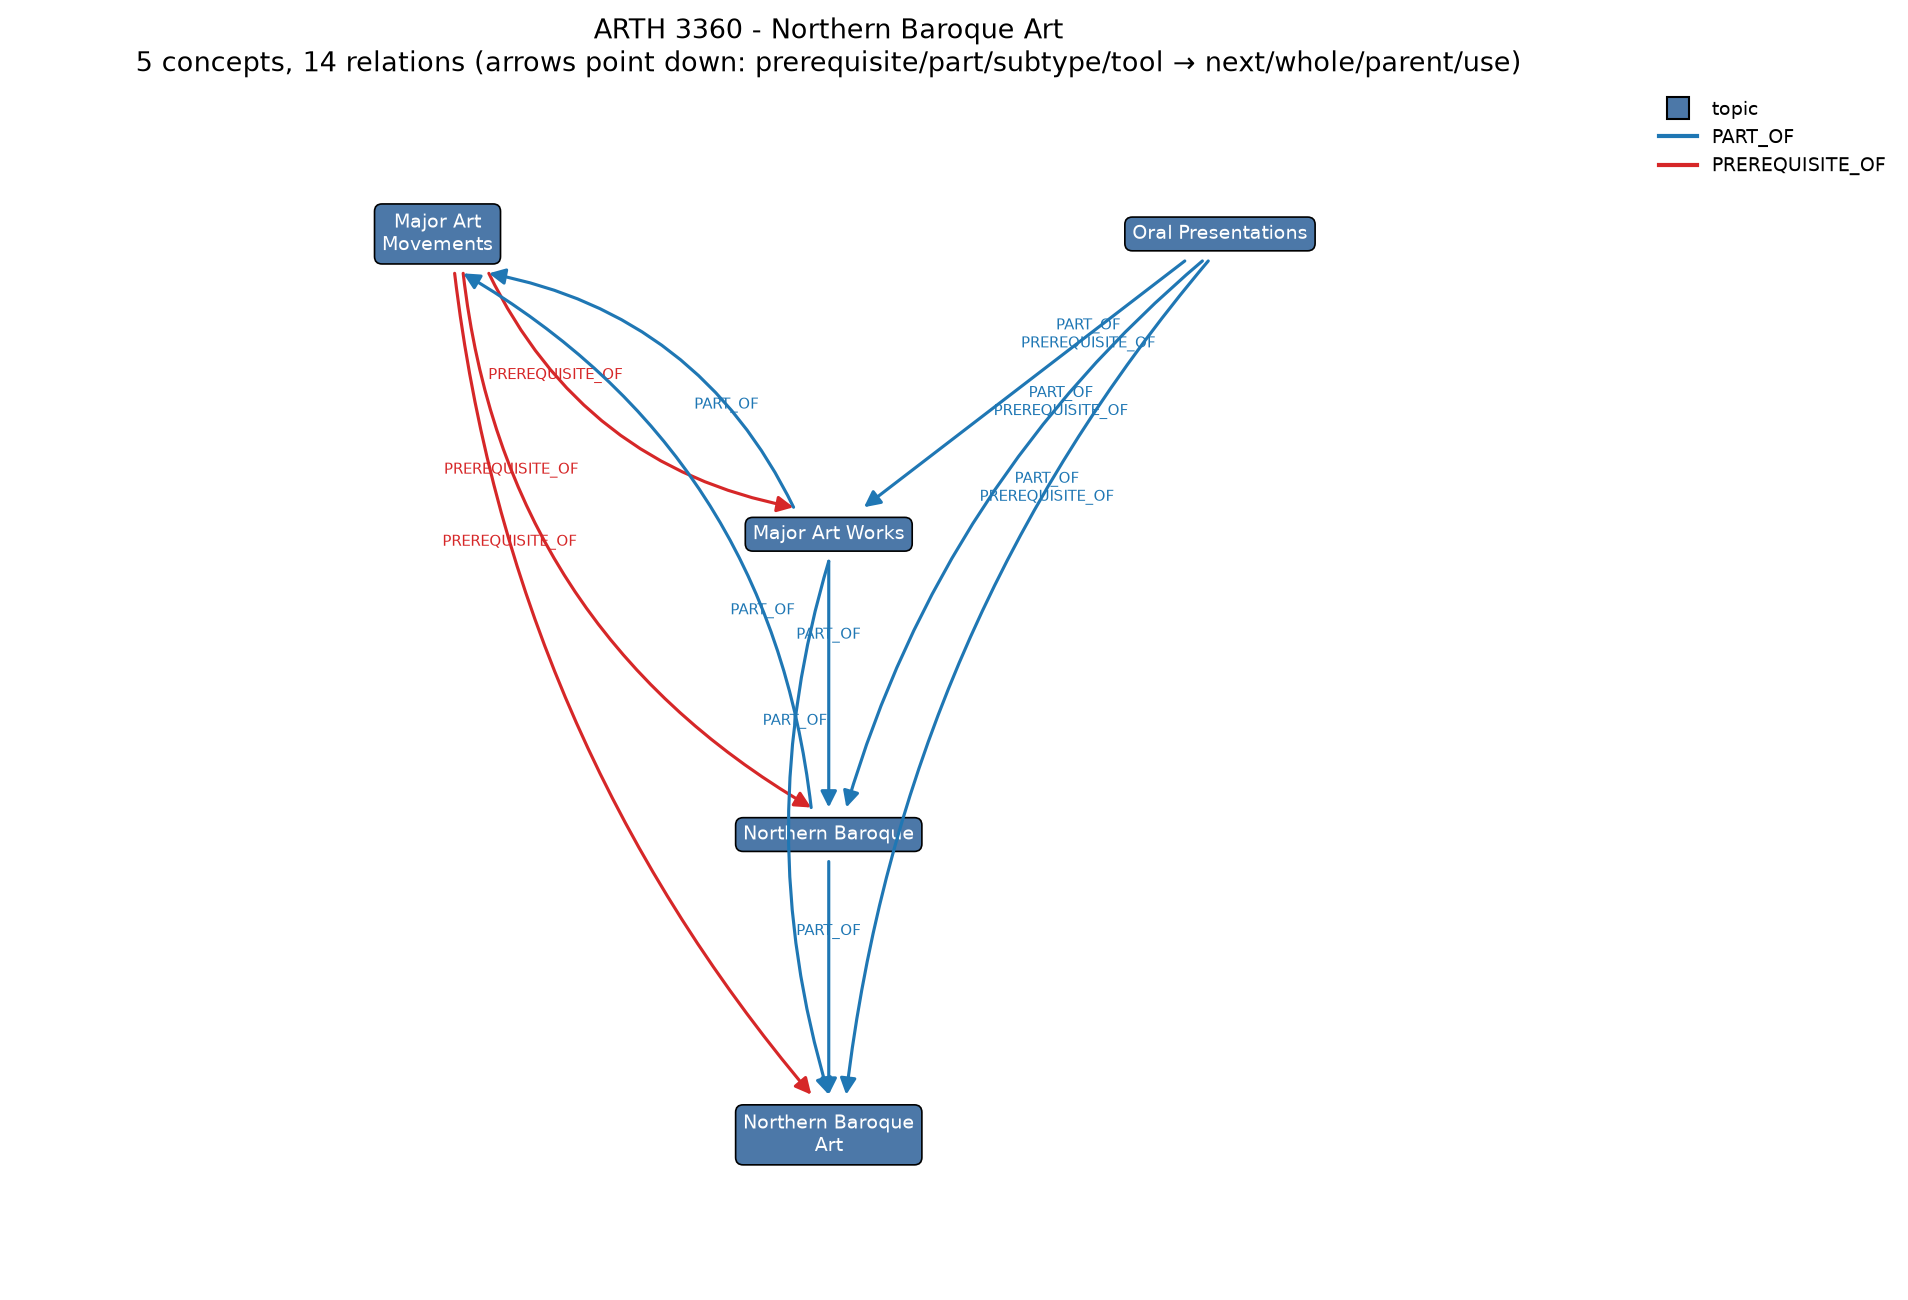 ARTH 3360 - Northern Baroque Art
5 concepts, 14 relations (arrows point down: prerequisite/part/subtype/tool → next/whole/parent/use)
topic
PART_OF
PREREQUISITE_OF
Major Art
Movements
Oral Presentations
PART_OF
PREREQUISITE_OF
PREREQUISITE_OF
PART_OF
PART_OF
PREREQUISITE_OF
PREREQUISITE_OF
PART_OF
PREREQUISITE_OF
Major Art Works
PREREQUISITE_OF
PART_OF
PART_OF
PART_OF
Northern Baroque
PART_OF
Northern Baroque
Art